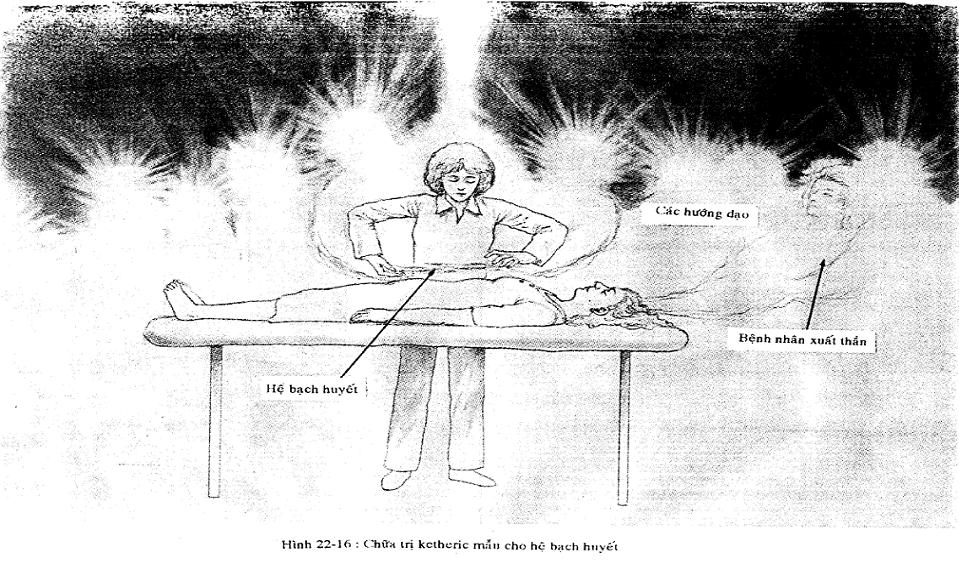 Các hướng đạo
Bệnh nhân xuất thần
Hệ bạch huyết
Hình 22-16 : Chữa trị ketheric mẫu cho hệ bạch huyết